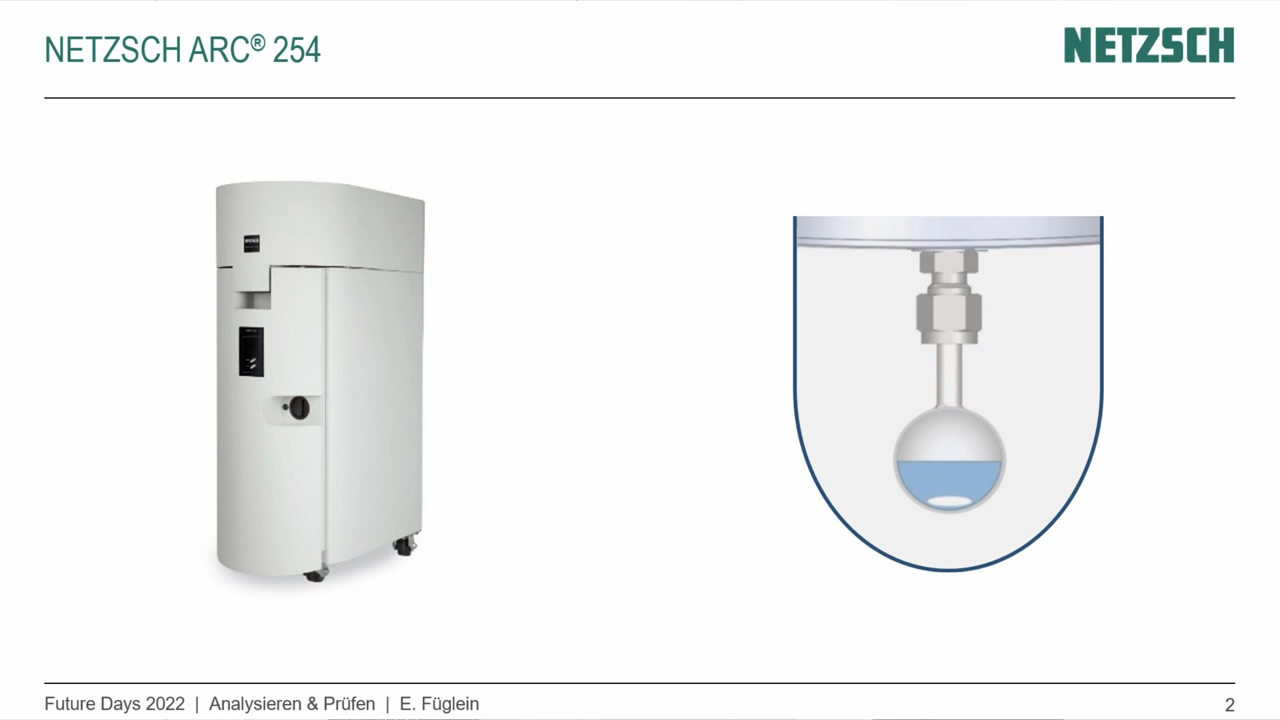 NETZSCH ARC® 254
NETZSCH
Future Days 2022 | Analysieren & Prüfen | E. Füglein
2